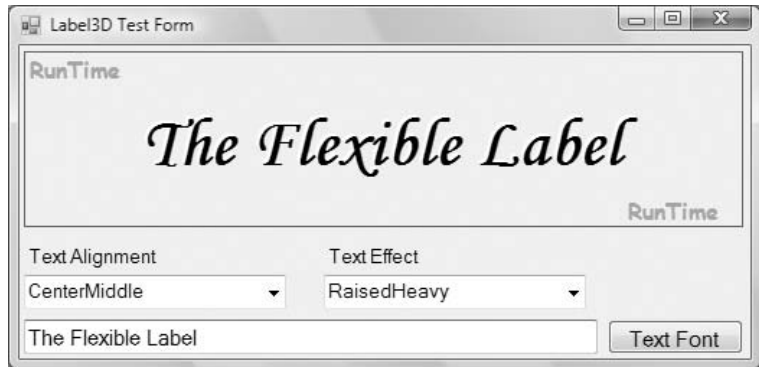 Label3D Test Form
RunTime
The Flexible Label
RunTime
Text Alignment Text Effect
CenterMiddle RaisedHeavy
The Flexible Label Text Font